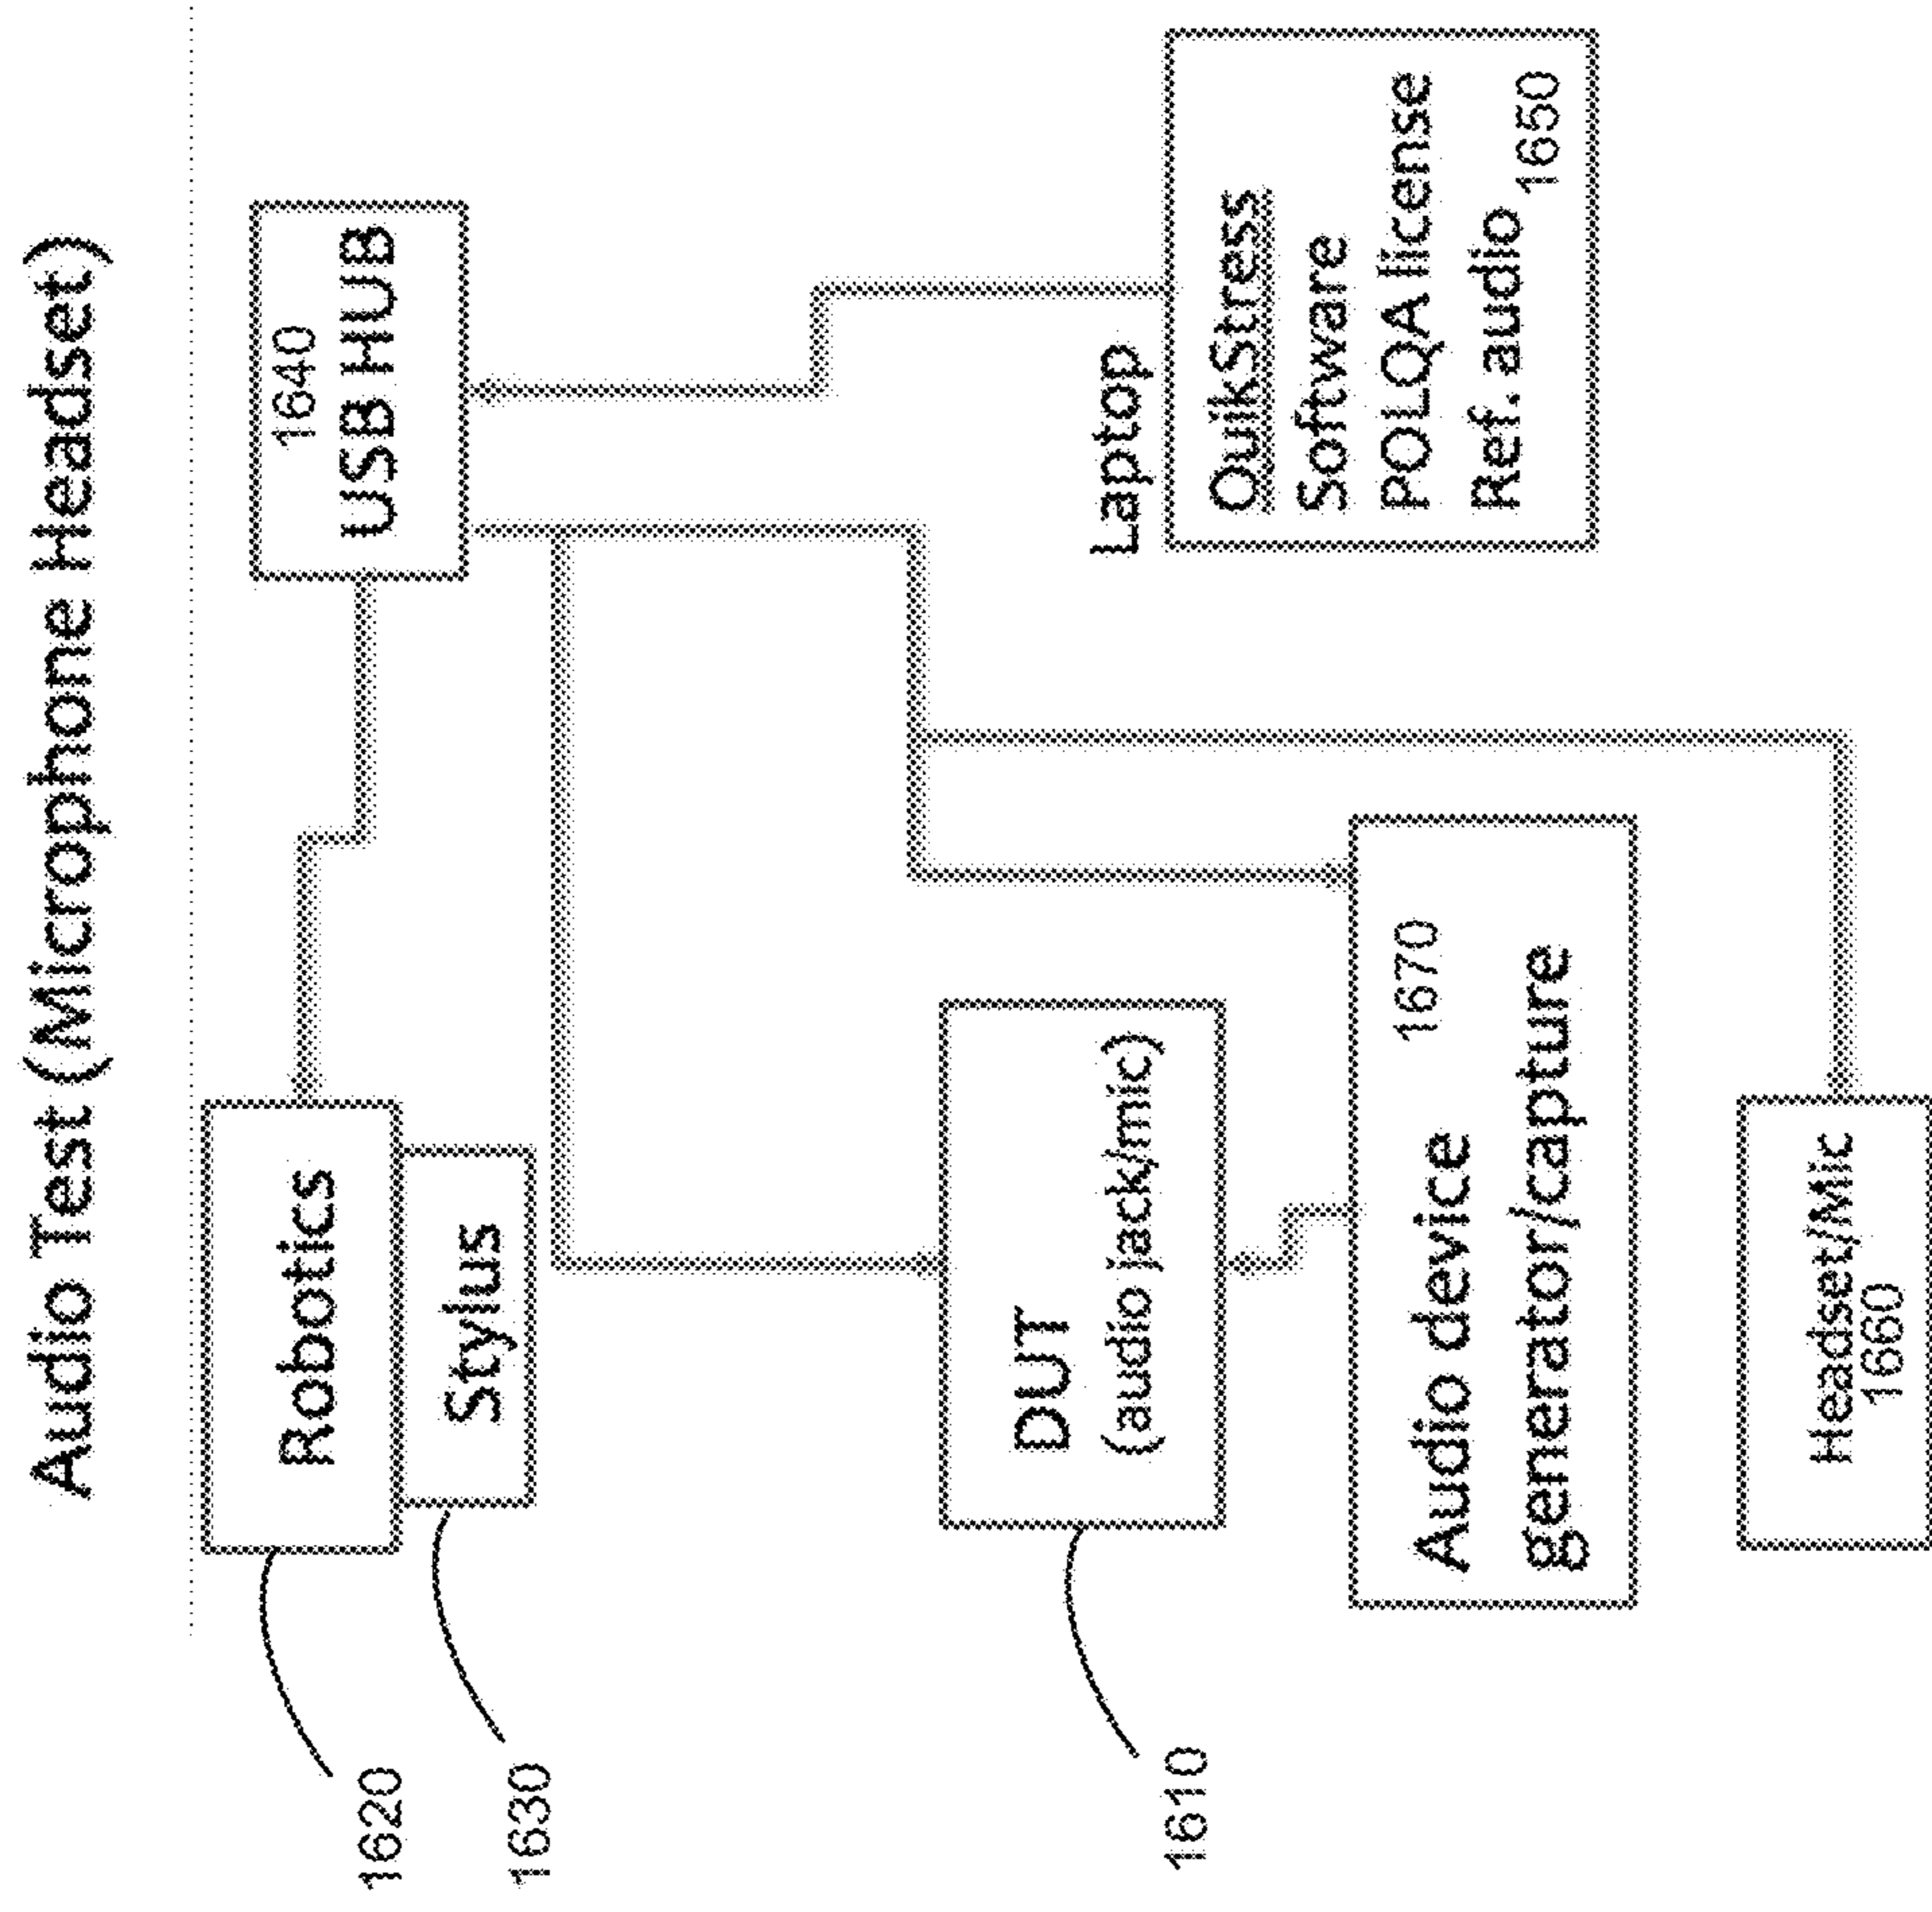 Audio Test (Microphone Headset)
1620
Robotics
1640
USB HUB
1630
Stylus
1610
DUT
(audio jack/mic)
Laptop
QuikStress
Software
POLQA license
Ref. audio
1650
1670
Audio device
generator/capture
Headset/Mic
1660